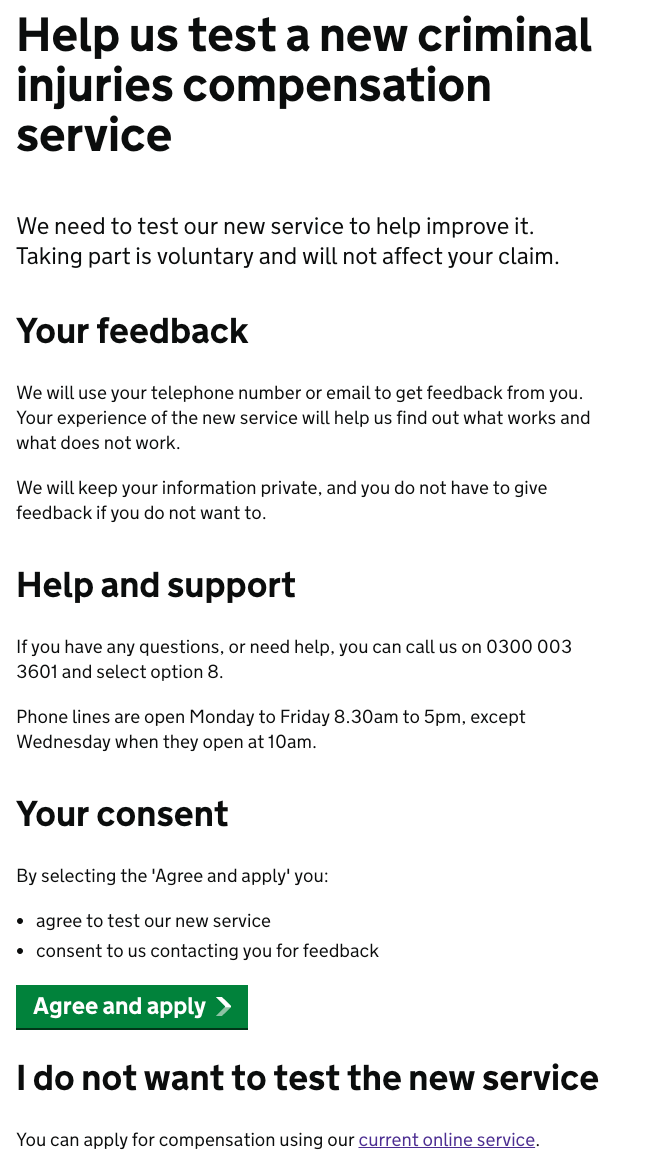 Help us test a new criminal
injuries compensation
service
We need to test our new service to help improve it.
Taking part is voluntary and will not affect your claim.
Your feedback
We will use your telephone number or email to get feedback from you.
Your experience of the new service will help us find out what works and
what does not work.
We will keep your information private, and you do not have to give
feedback if you do not want to.
Help and support
If you have any questions, or need help, you can call us on 0300 003
3601 and select option 8.
Phone lines are open Monday to Friday 8.30am to 5pm, except
Wednesday when they open at 10am.
Your consent
By selecting the 'Agree and apply' you:
• agree to test our new service
• consent to us contacting you for feedback
Agree and apply
I do not want to test the new service
You can apply for compensation using our current online service.